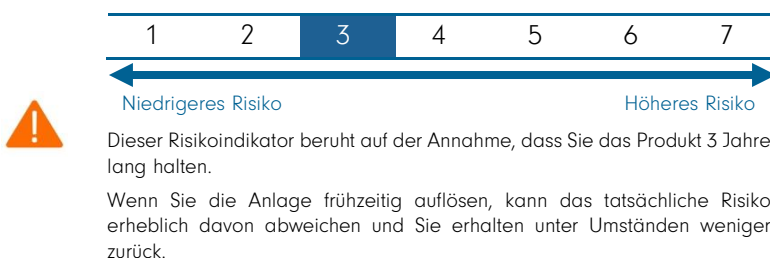 1 2 3 4 5 6 7
Niedrigeres Risiko Höheres Risiko
Dieser Risikoindikator beruht auf der Annahme, dass Sie das Produkt 3 Jahre
lang halten.
Wenn Sie die Anlage frühzeitig auflösen, kann das tatsächliche Risiko
erheblich davon abweichen und Sie erhalten unter Umständen weniger
zurück.